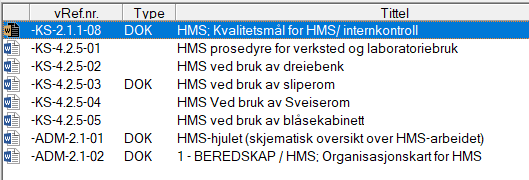 vRef.nr. Type Tittel
-KS-2.1.1-08 DOK HMS; Kvalitetsmål for HMS/ internkontroll
-KS-4.2.5-01 HMS prosedyre for verksted og laboratoriebruk
-KS-4.2.5-02 HMS ved bruk av dreiebenk
-KS-4.2.5-03 DOK HMS ved bruk av sliperom
-KS-4.2.5-04 HMS Ved bruk av Sveiserom
-KS-4.2.5-05 HMS ved bruk av blåsekabinett
-ADM-2.1-01 DOK HMS-hjulet (skjematisk oversikt over HMS-arbeidet)
-ADM-2.1-02 DOK 1 - BEREDSKAP / HMS; Organisasjonskart for HMS